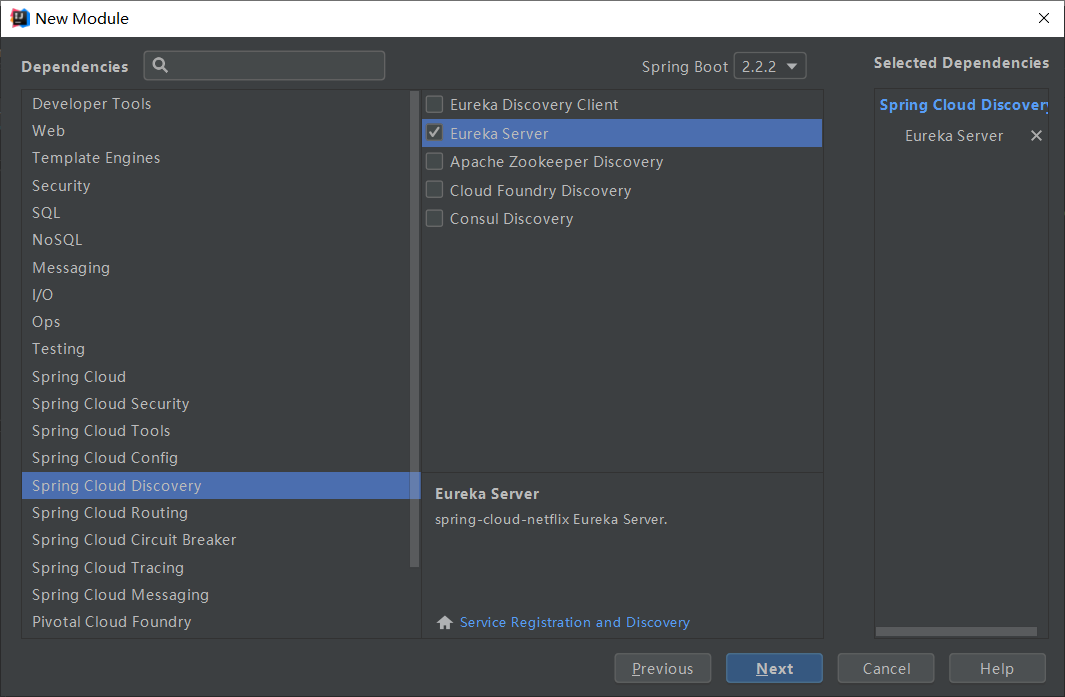 New Module
Dependencies
Spring Boot 2.2.2
Selected Dependencies
Developer Tools
Web
Template Engines
Security
SQL
NoSQL
Messaging
I/O
Ops
Testing
Spring Cloud
Spring Cloud Security
Spring Cloud Tools
Spring Cloud Config
Spring Cloud Discovery
Spring Cloud Routing
Spring Cloud Circuit Breaker
Spring Cloud Tracing
Spring Cloud Messaging
Pivotal Cloud Foundry
Eureka Discovery Client
Eureka Server
Apache Zookeeper Discovery
Cloud Foundry Discovery
Consul Discovery
Eureka Server
spring-cloud-netflix Eureka Server.
Service Registration and Discovery
Spring Cloud Discovery
Eureka Server
Previous
Next
Cancel
Help